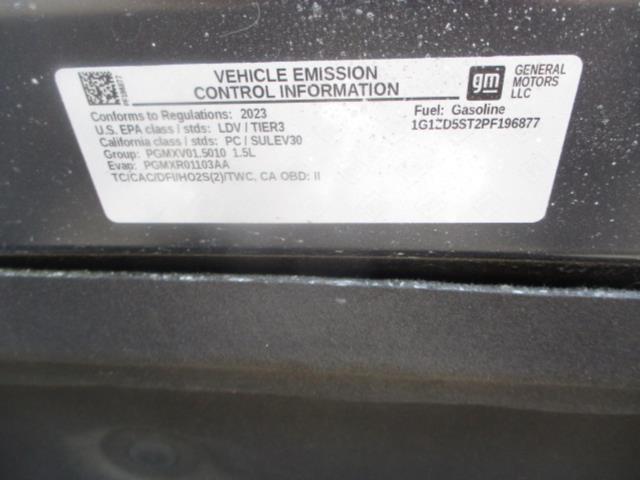 VEHICLE EMISSION
CONTROL INFORMATION
gm
GENERAL
MOTORS
LLC
Conforms to Regulations: 2023
U.S. EPA class / stds: LDV / TIER3
California class / stds: PC / SULEV30
Group: PGMXV01.5010 1.5L
Evap: PGMXR01103AA
TC/CAC/DFI/HO2S(2)/TWC, CA OBD: II
Fuel: Gasoline
1G1ZD5ST2PF196877